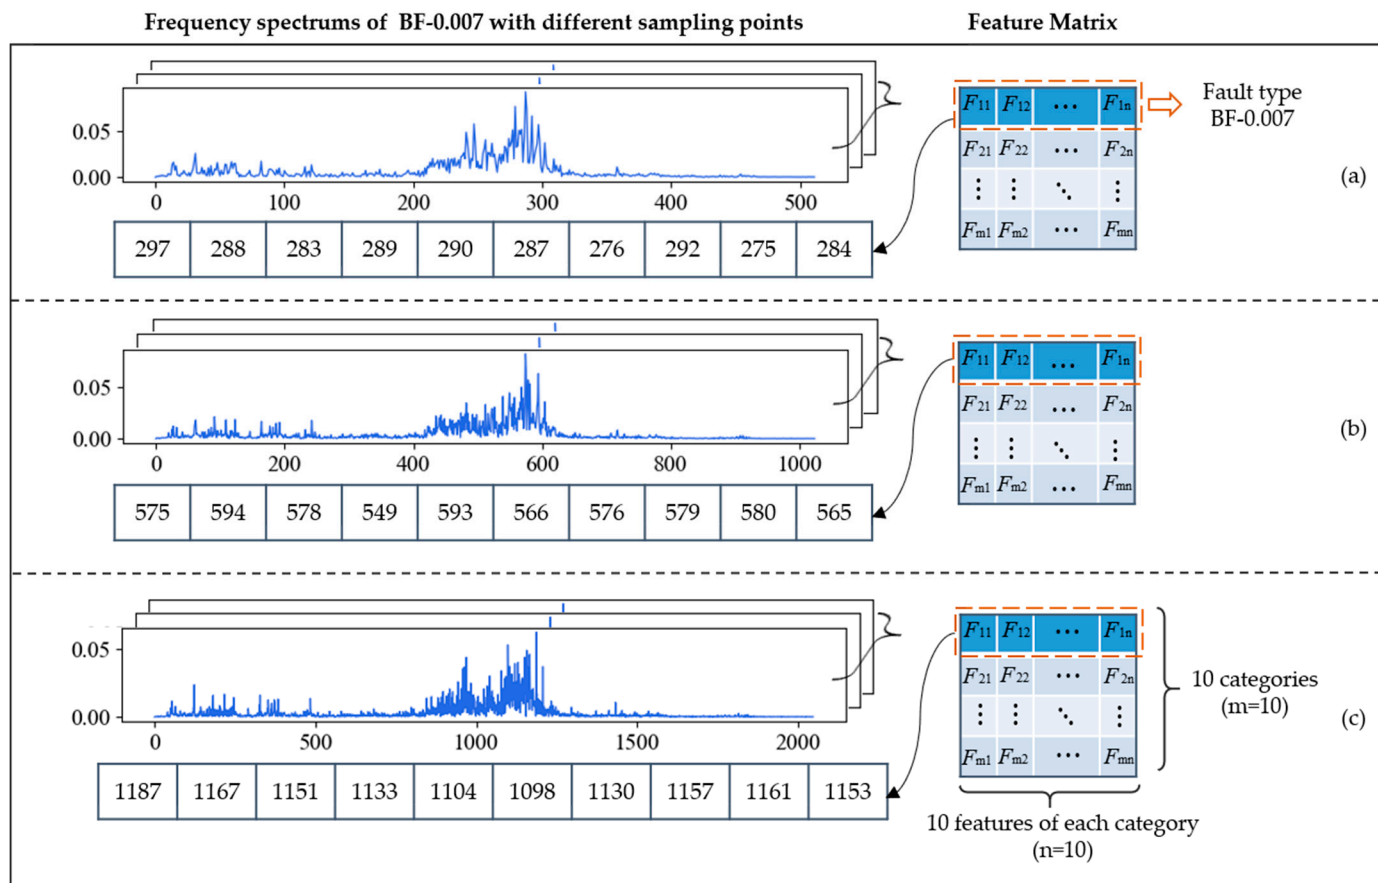 Frequency spectrums of BF-0.007 with different sampling points
Feature Matrix
0.05
0.00
0 100 200 300 400 500
297 288 283 289 290 287 276 292 275 284
F11 F12 ... F1n
F21 F22 ... F2n
Fm1 Fm2 ... Fmn
Fault type
BF-0.007
(a)
0.05
0.00
0 200 400 600 800 1000
575 594 578 549 593 566 576 579 580 565
F11 F12 ... F1n
F21 F22 ... F2n
Fm1 Fm2 ... Fmn
(b)
0.05
0.00
0 500 1000 1500 2000
1187 1167 1151 1133 1104 1098 1130 1157 1161 1153
F11 F12 ... F1n
F21 F22 ... F2n
Fm1 Fm2 ... Fmn
10 categories
(m=10)
(c)
10 features of each category
(n=10)